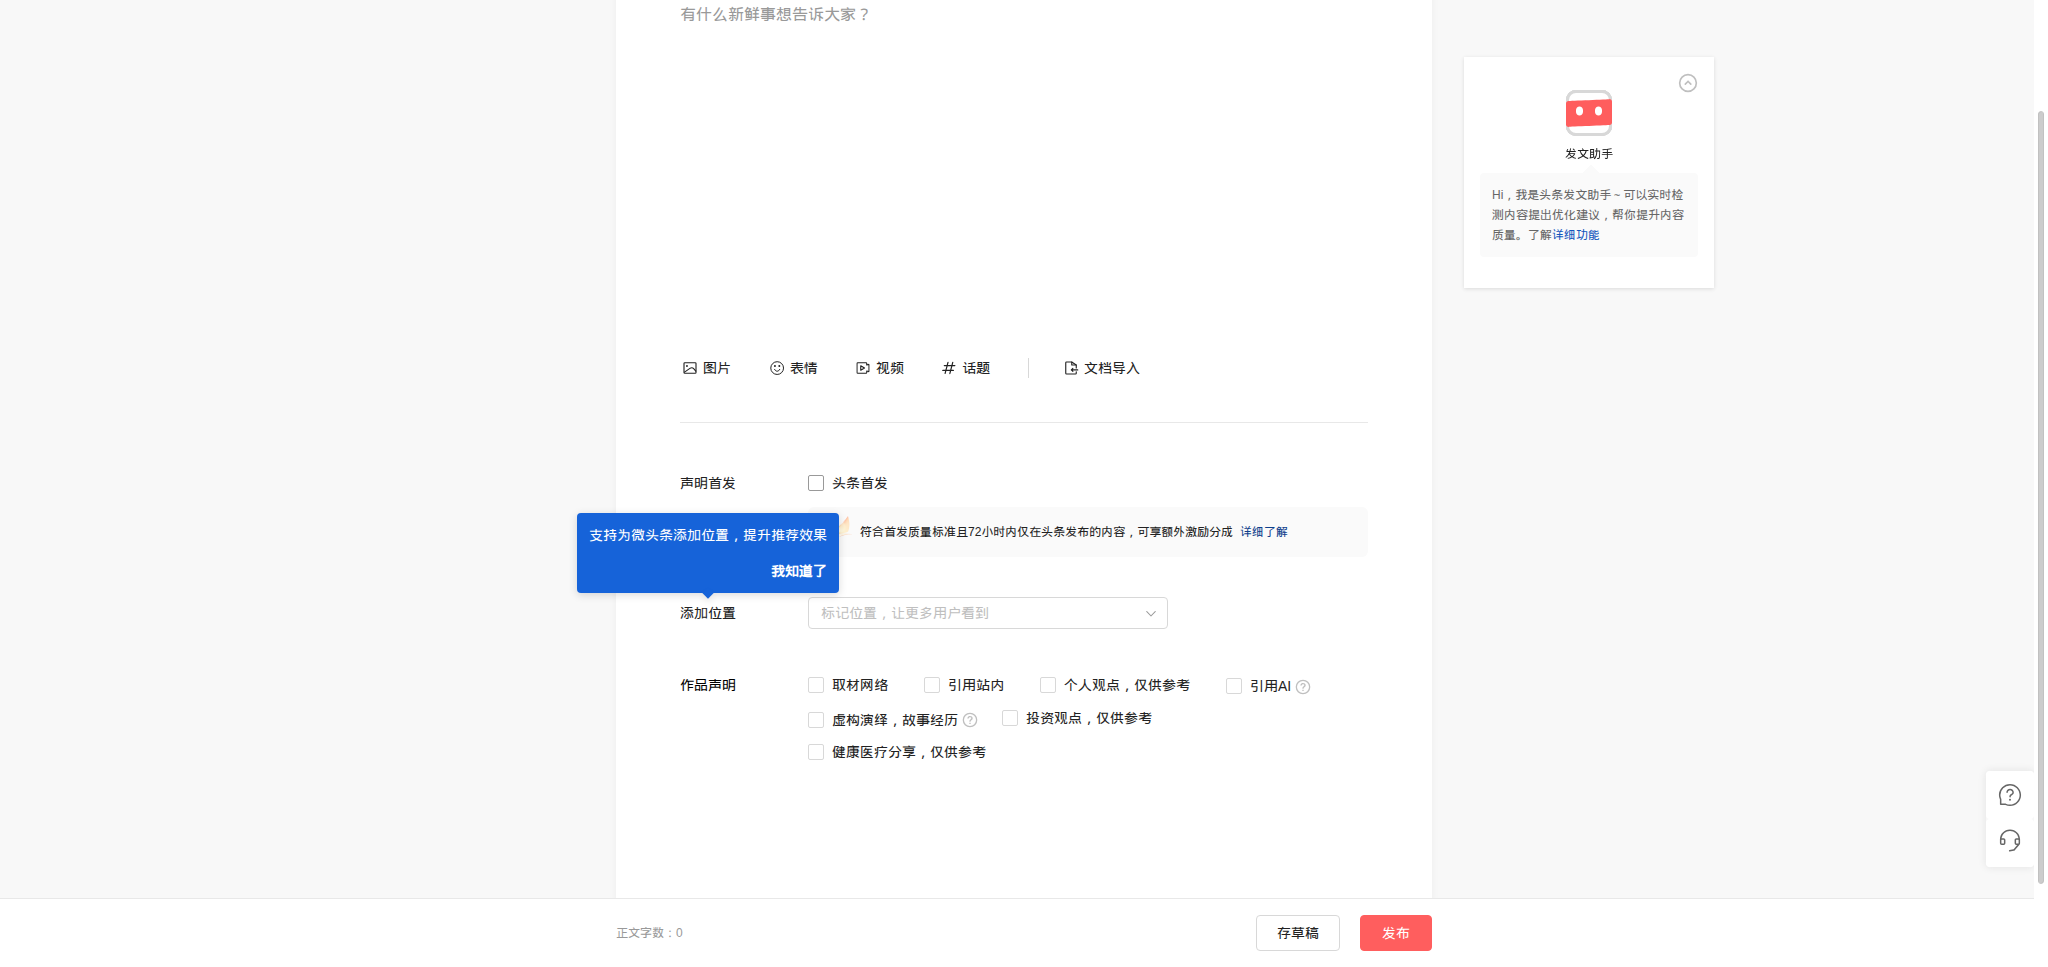 有什么新鲜事想告诉大家？
发文助手
Hi，我是头条发文助手 ~ 可以实时检
测内容提出优化建议，帮你提升内容
质量。了解详细功能
图片 表情 视频 话题 文档导入
声明首发 头条首发
符合首发质量标准且72小时内仅在头条发布的内容，可享额外激励分成 详细了解
支持为微头条添加位置，提升推荐效果
我知道了
添加位置 标记位置，让更多用户看到
作品声明 取材网络 引用站内 个人观点，仅供参考 引用AI
虚构演绎，故事经历 投资观点，仅供参考
健康医疗分享，仅供参考
正文字数：0 存草稿 发布